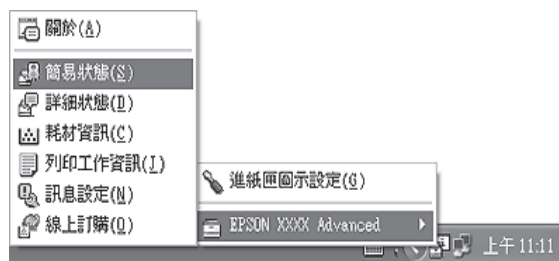 關於(A)
簡易狀態(S)
詳細狀態(D)
耗材資訊(C)
列印工作資訊(J)
訊息設定(N)
線上訂購(O)
進紙匣圖示設定(G)
EPSON XXXX Advanced
上午 11:11